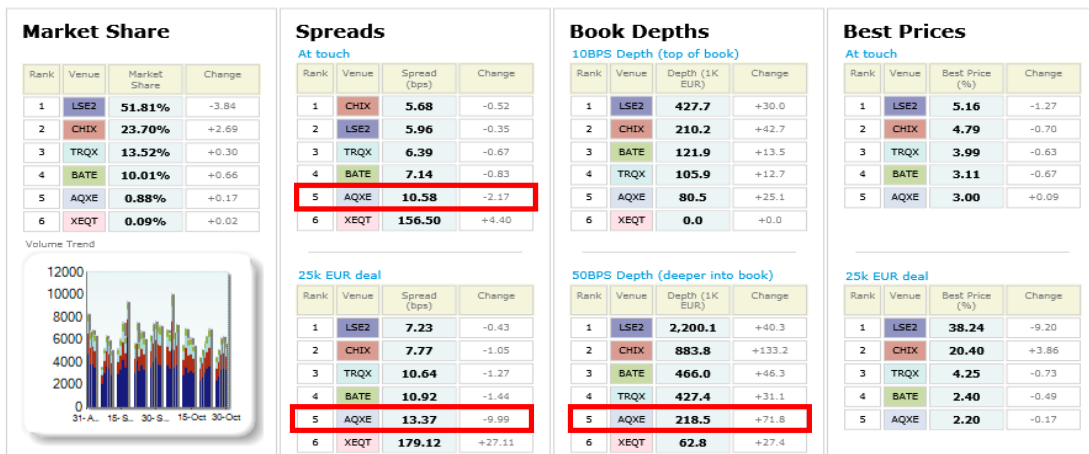 Market Share
Rank Venue Market Share Change
1 LSE2 51.81% -3.84
2 CHIX 23.70% +2.69
3 TRQX 13.52% +0.30
4 BATE 10.01% +0.66
5 AQXE 0.88% +0.17
6 XEQT 0.09% +0.02
Volume Trend
12000
10000
8000
6000
4000
2000
0
31- A... 15- S... 30- S... 15-Oct 30-Oct
Spreads
At touch
Rank Venue Spread (bps) Change
1 CHIX 5.68 -0.52
2 LSE2 5.96 -0.35
3 TRQX 6.39 -0.67
4 BATE 7.14 -0.83
5 AQXE 10.58 -2.17
6 XEQT 156.50 +4.40
25k EUR deal
Rank Venue Spread (bps) Change
1 LSE2 7.23 -0.43
2 CHIX 7.77 -1.05
3 TRQX 10.64 -1.27
4 BATE 10.92 -1.44
5 AQXE 13.37 -9.99
6 XEQT 179.12 +27.11
Book Depths
10BPS Depth (top of book)
Rank Venue Depth (1K EUR) Change
1 LSE2 427.7 +30.0
2 CHIX 210.2 +42.7
3 BATE 121.9 +13.5
4 TRQX 105.9 +12.7
5 AQXE 80.5 +25.1
6 XEQT 0.0 +0.0
50BPS Depth (deeper into book)
Rank Venue Depth (1K EUR) Change
1 LSE2 2,200.1 +40.3
2 CHIX 883.8 +133.2
3 BATE 466.0 +46.3
4 TRQX 427.4 +31.1
5 AQXE 218.5 +71.8
6 XEQT 62.8 +27.4
Best Prices
At touch
Rank Venue Best Price (%) Change
1 LSE2 5.16 -1.27
2 CHIX 4.79 -0.70
3 TRQX 3.99 -0.63
4 BATE 3.11 -0.67
5 AQXE 3.00 +0.09
25k EUR deal
Rank Venue Best Price (%) Change
1 LSE2 38.24 -9.20
2 CHIX 20.40 +3.86
3 TRQX 4.25 -0.73
4 BATE 2.40 -0.49
5 AQXE 2.20 -0.17